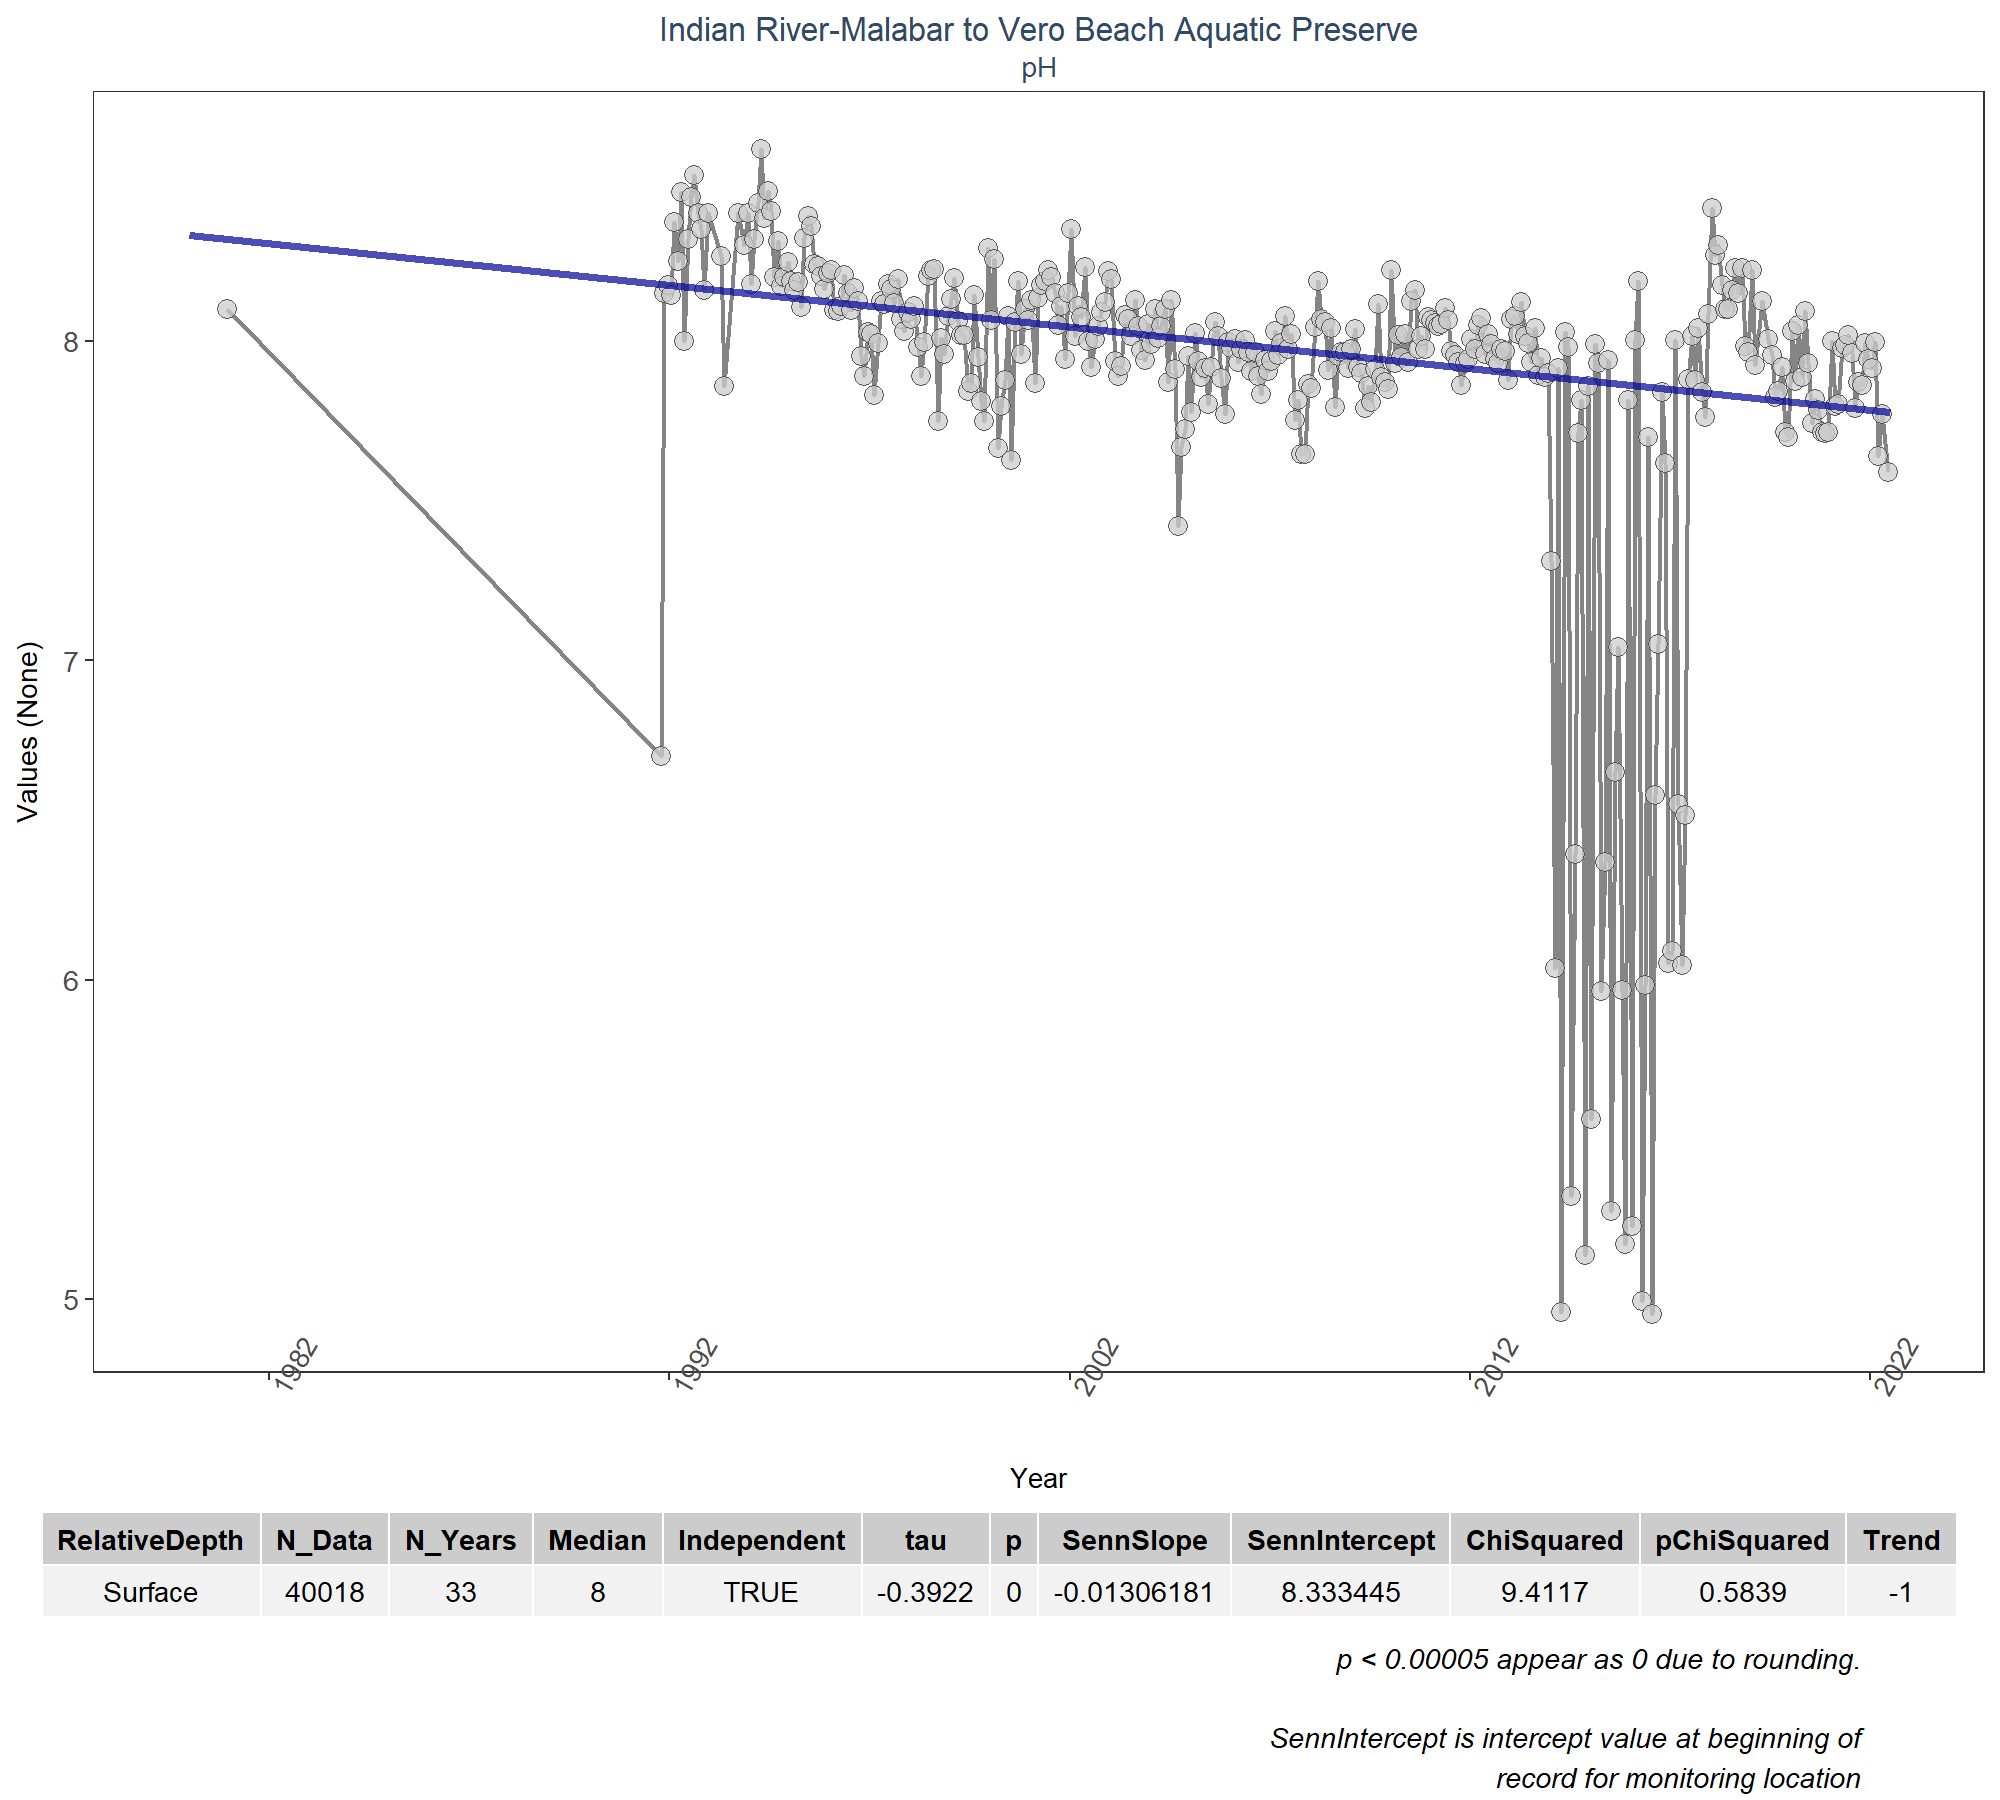 Indian River-Malabar to Vero Beach Aquatic Preserve
pH
Values (None)
8
7
6
5
1982
1992
2002
2012
2022
Year
RelativeDepth N_Data N_Years Median Independent tau p SennSlope SennIntercept ChiSquared pChiSquared Trend
Surface 40018 33 8 TRUE -0.3922 0 -0.01306181 8.333445 9.4117 0.5839 -1
p < 0.00005 appear as 0 due to rounding.
SennIntercept is intercept value at beginning of
record for monitoring location